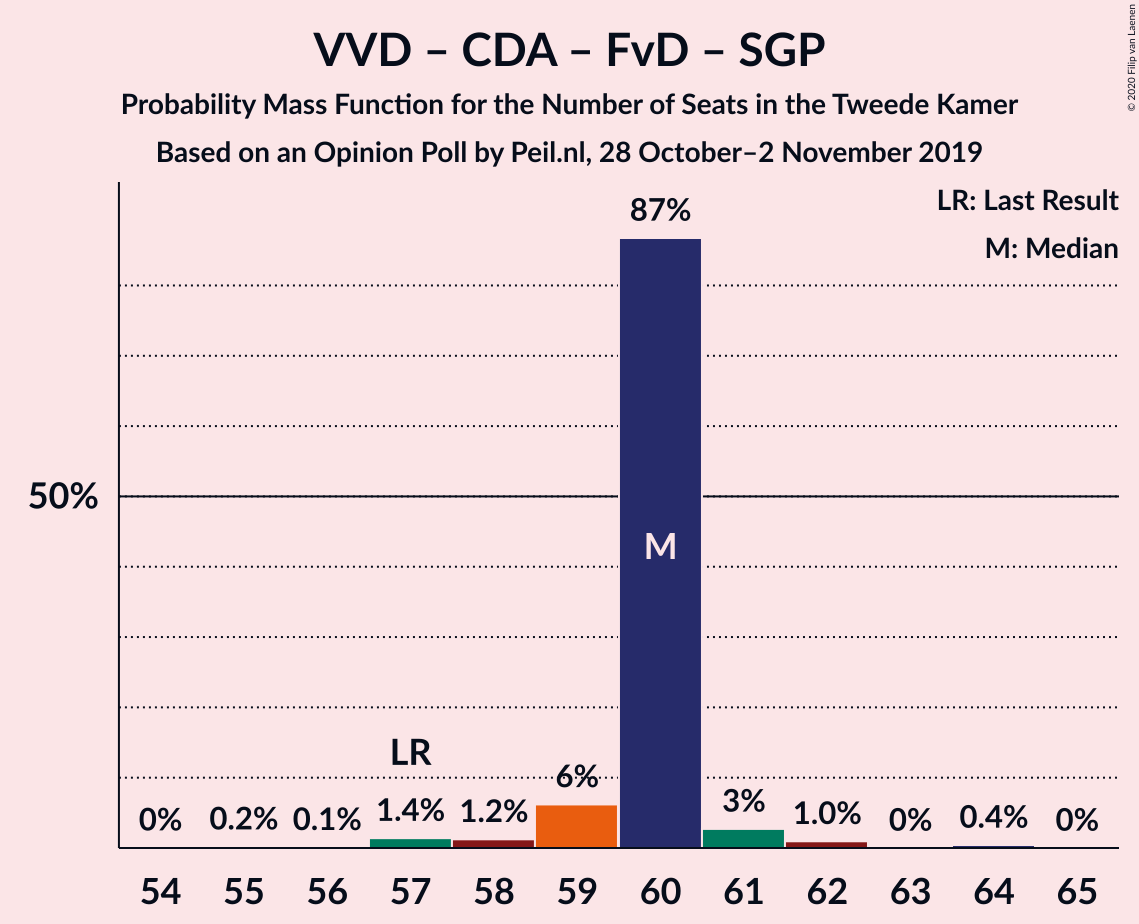 VVD – CDA – FvD – SGP
Probability Mass Function for the Number of Seats in the Tweede Kamer
Based on an Opinion Poll by Peil.nl, 28 October–2 November 2019
© 2020 Filip van Laenen
LR: Last Result
M: Median
87%
50%
M
LR
0% 0.2% 0.1% 1.4% 1.2% 6% 3% 1.0% 0% 0.4% 0%
54 55 56 57 58 59 60 61 62 63 64 65